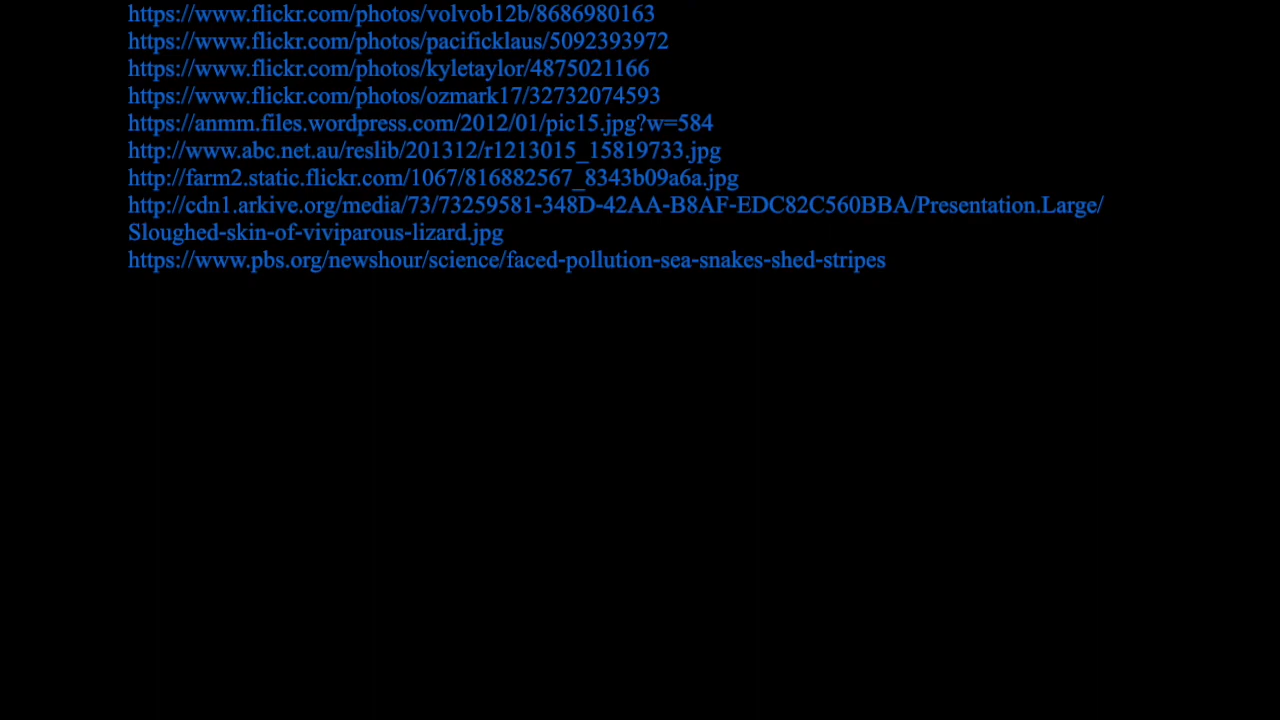 https://www.flickr.com/photos/volvob12b/8686980163
https://www.flickr.com/photos/pacificklaus/5092393972
https://www.flickr.com/photos/kyletaylor/4875021166
https://www.flickr.com/photos/ozmark17/32732074593
https://anmm.files.wordpress.com/2012/01/pic15.jpg?w=584
http://www.abc.net.au/reslib/201312/r1213015_15819733.jpg
http://farm2.static.flickr.com/1067/816882567_8343b09a6a.jpg
http://cdn1.arkive.org/media/73/73259581-348D-42AA-B8AF-EDC82C560BBA/Presentation.Large/
Sloughed-skin-of-viviparous-lizard.jpg
https://www.pbs.org/newshour/science/faced-pollution-sea-snakes-shed-stripes